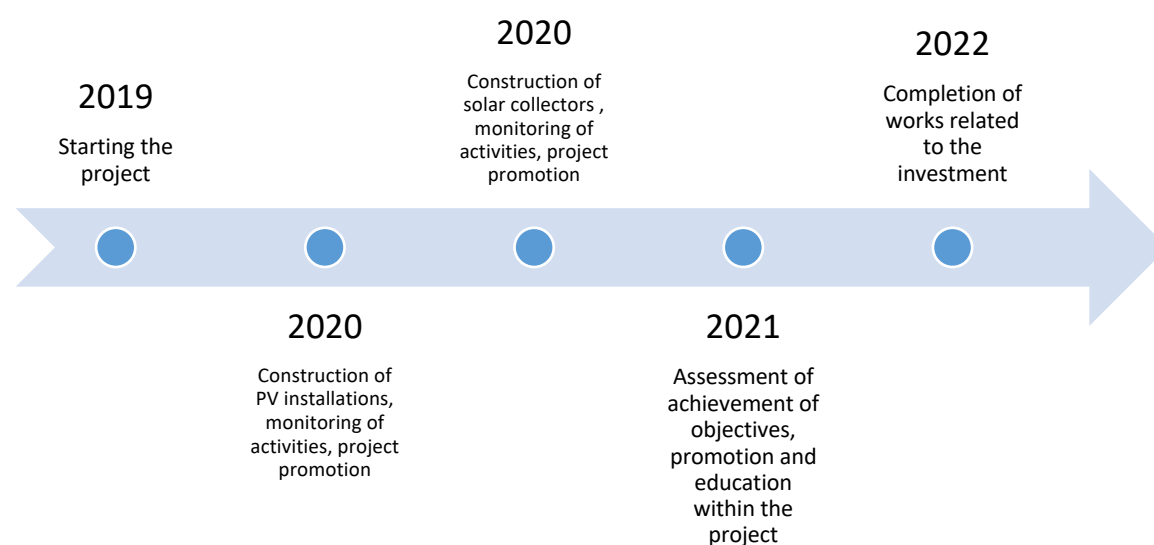 2019
Starting the
project
2020
Construction of
PV installations,
monitoring of
activities, project
promotion
2020
Construction of
solar collectors ,
monitoring of
activities, project
promotion
2021
Assessment of
achievement of
objectives,
promotion and
education
within the
project
2022
Completion of
works related
to the
investment